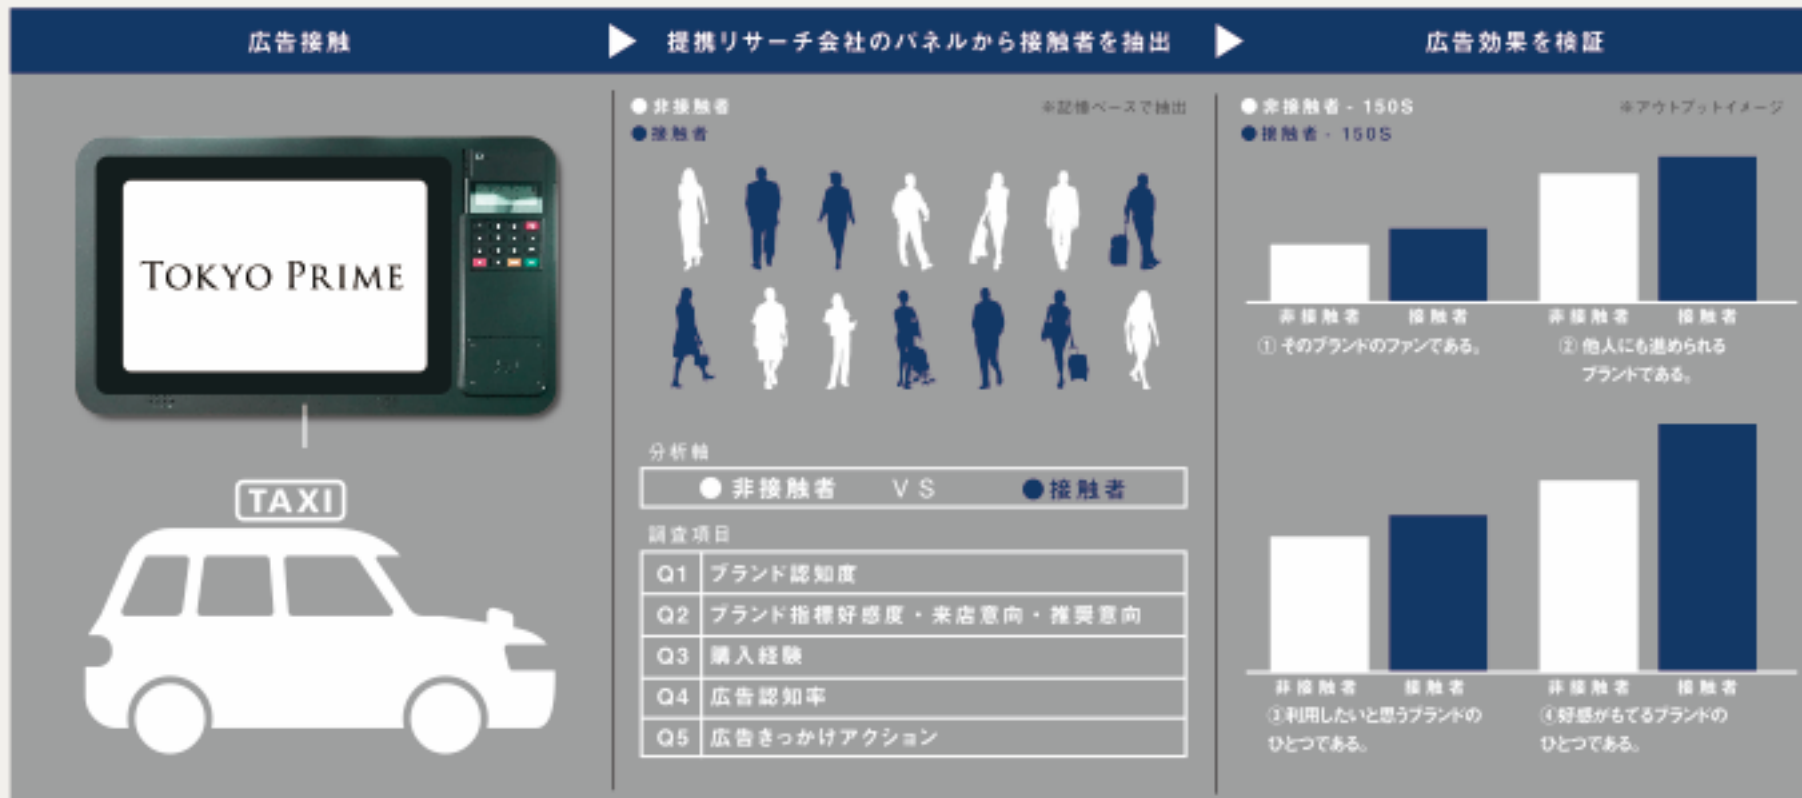 広告接触
提携リサーチ会社のパネルから接触者を抽出
広告効果を検証
TOKYO PRIME
TAXI
●非接触者
※記憶ベースで抽出
●接触者
分析軸
●非接触者 VS ●接触者
調査項目
Q1 ブランド認知度
Q2 ブランド指標好感度・来店意向・推奨意向
Q3 購入経験
Q4 広告認知率
Q5 広告きっかけアクション
●非接触者 - 150S
※アウトプットイメージ
●接触者 - 150S
非接触者 接触者
非接触者 接触者
① そのブランドのファンである。
② 他人にも進められる
ブランドである。
非接触者 接触者
非接触者 接触者
③利用したいと思うブランドの
ひとつである。
④好感がもてるブランドの
ひとつである。